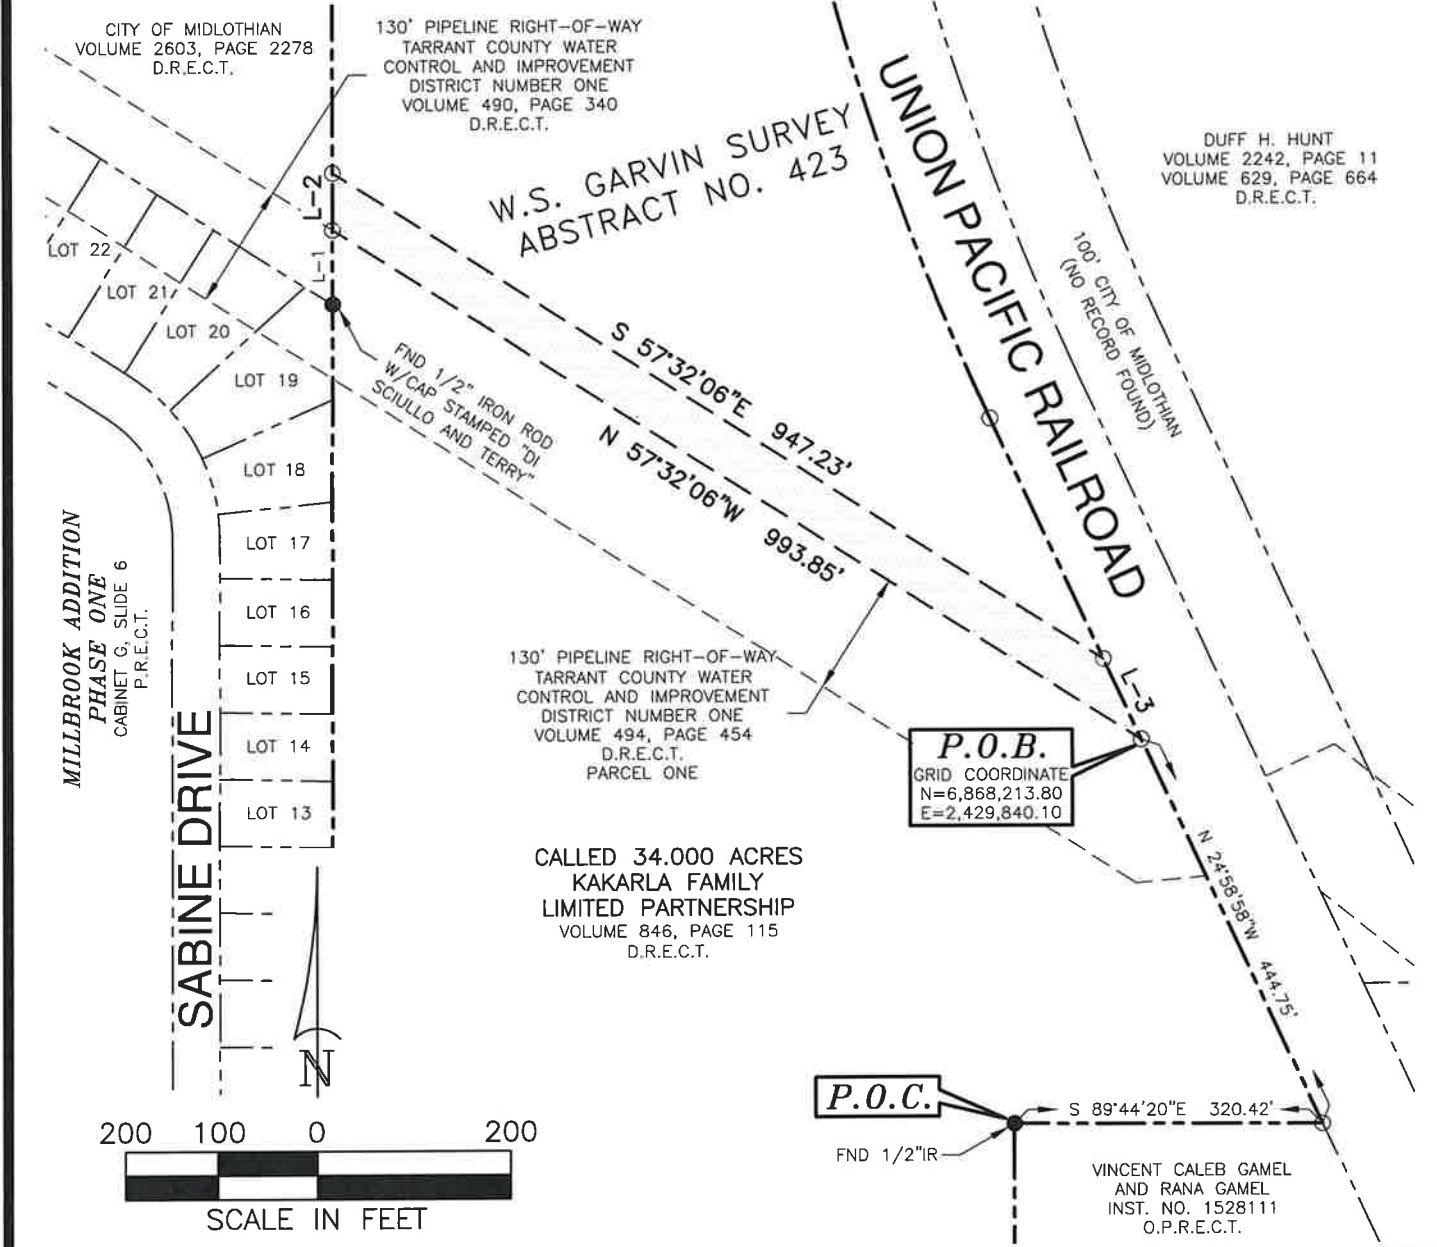 CITY OF MIDLOTHIAN
VOLUME 2603, PAGE 2278
D.R.E.C.T.
130' PIPELINE RIGHT-OF-WAY
TARRANT COUNTY WATER
CONTROL AND IMPROVEMENT
DISTRICT NUMBER ONE
VOLUME 490, PAGE 340
D.R.E.C.T.
W.S. GARVIN SURVEY
ABSTRACT NO. 423
UNION PACIFIC RAILROAD
DUFF H. HUNT
VOLUME 2242, PAGE 11
VOLUME 629, PAGE 664
D.R.E.C.T.
100' CITY OF MIDLOTHIAN
(NO RECORD FOUND)
L-2
L-1
LOT 22
LOT 21
LOT 20
LOT 19
LOT 18
LOT 17
LOT 16
LOT 15
LOT 14
LOT 13
FND 1/2" IRON ROD
W/CAP STAMPED "DI
SCIULLO AND TERRY"
S 57°32'06"E 947.23'
N 57°32'06"W 993.85'
L-3
MILLBROOK ADDITION
PHASE ONE
CABINET G, SLIDE 6
P.R.E.C.T.
SABINE DRIVE
130' PIPELINE RIGHT-OF-WAY
TARRANT COUNTY WATER
CONTROL AND IMPROVEMENT
DISTRICT NUMBER ONE
VOLUME 494, PAGE 454
D.R.E.C.T.
PARCEL ONE
P.O.B.
GRID COORDINATE
N=6,868,213.80
E=2,429,840.10
CALLED 34.000 ACRES
KAKARLA FAMILY
LIMITED PARTNERSHIP
VOLUME 846, PAGE 115
D.R.E.C.T.
N 24°58'58"W 444.75'
N
P.O.C.
S 89°44'20"E 320.42'
FND 1/2"IR
VINCENT CALEB GAMEL
AND RANA GAMEL
INST. NO. 1528111
O.P.R.E.C.T.
200 100 0 200
SCALE IN FEET